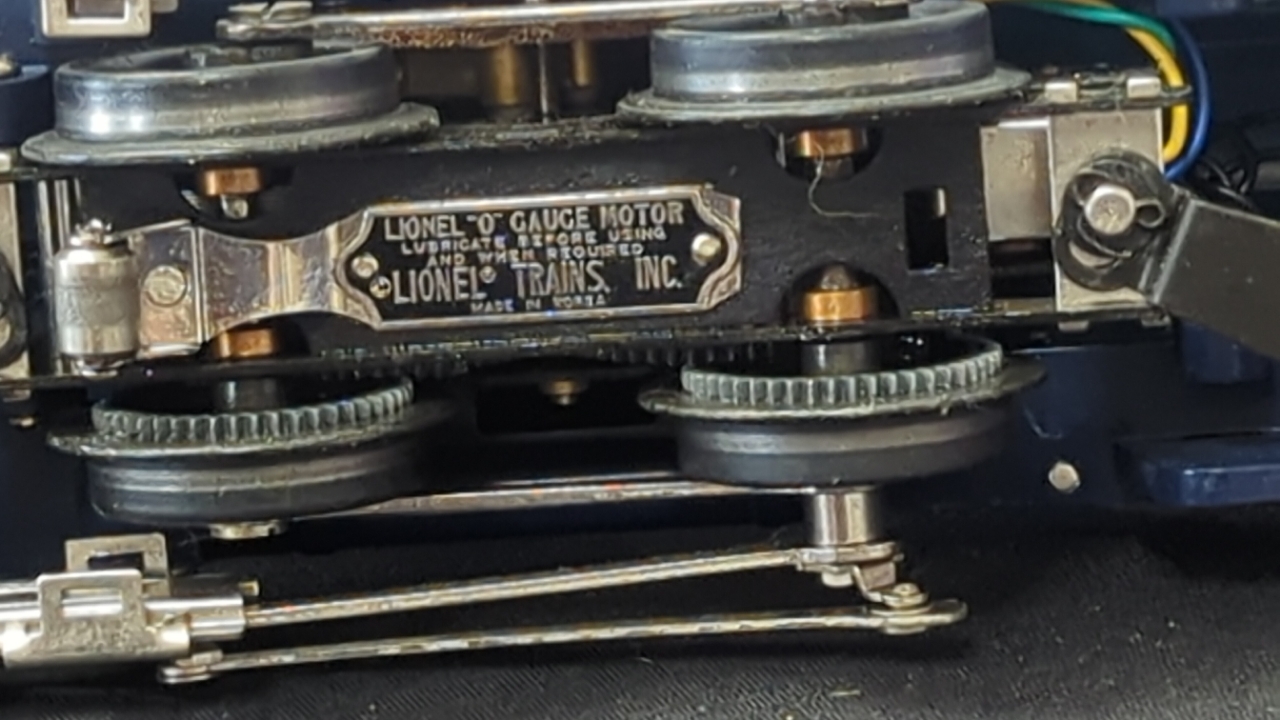 LIONEL "O" GAUGE MOTOR
LUBRICATE BEFORE USING
AND WHEN REQUIRED
LIONEL® TRAINS, INC.
MADE IN KOREA